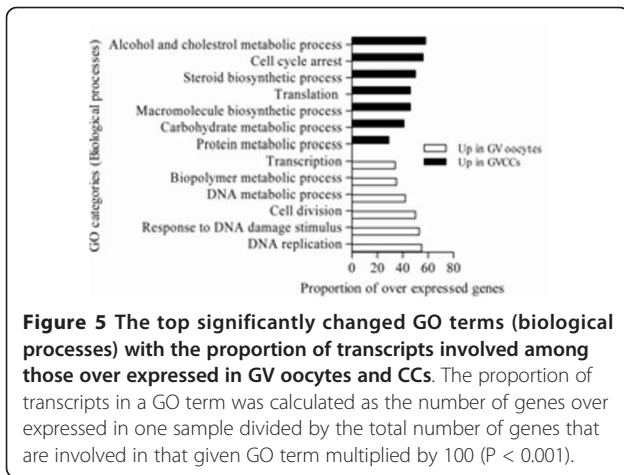 Alcohol and cholestrol metabolic process
Cell cycle arrest
Steroid biosynthetic process
Translation
Macromolecule biosynthetic process
Carbohydrate metabolic process
Protein metabolic process
Transcription
Biopolymer metabolic process
DNA metabolic process
Cell division
Response to DNA damage stimulus
DNA replication
GO categories (Biological processes)
Up in GV oocytes
Up in GVCCs
0 20 40 60 80
Proportion of over expressed genes
Figure 5 The top significantly changed GO terms (biological
processes) with the proportion of transcripts involved among
those over expressed in GV oocytes and CCs. The proportion of
transcripts in a GO term was calculated as the number of genes over
expressed in one sample divided by the total number of genes that
are involved in that given GO term multiplied by 100 (P < 0.001).